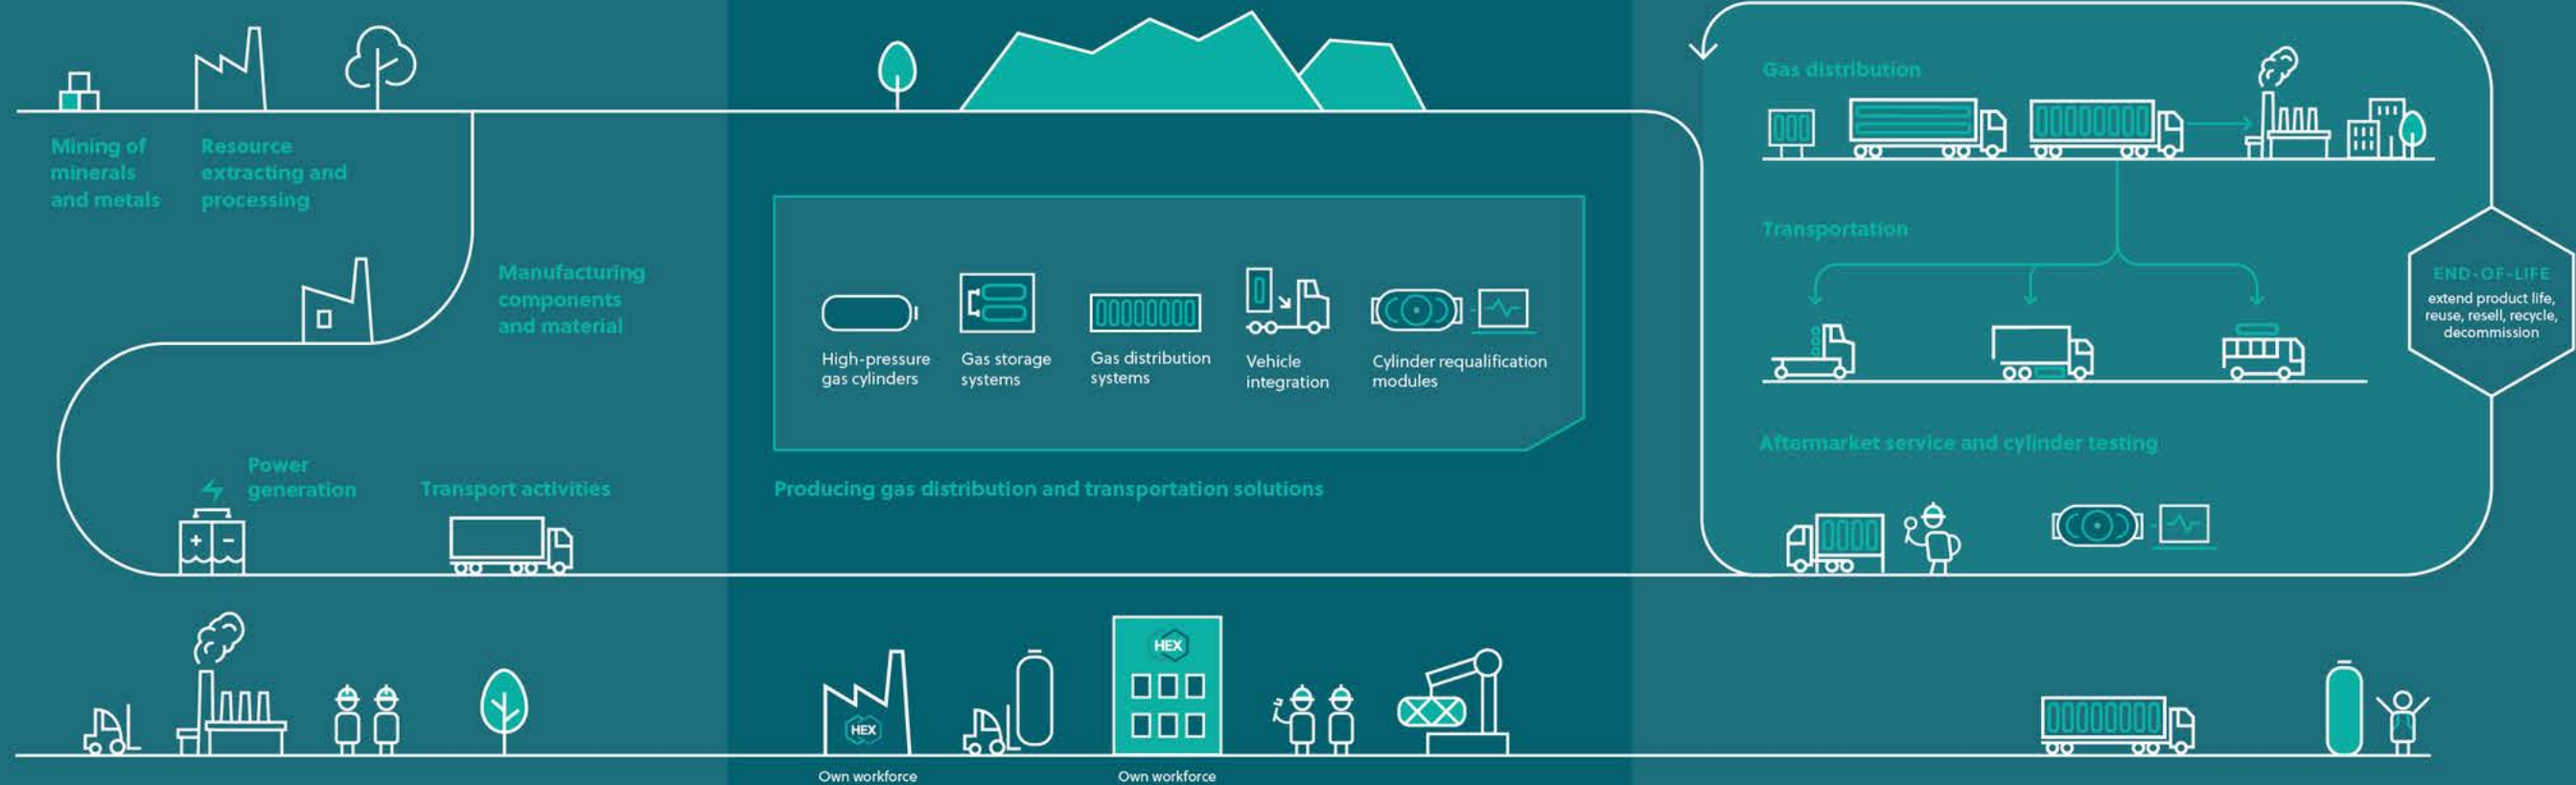 Mining of
minerals
and metals
Resource
extracting and
processing
Manufacturing
components
and material
Power
generation
Transport activities
High-pressure
gas cylinders
Gas storage
systems
Gas distribution
systems
Vehicle
integration
Cylinder requalification
modules
Producing gas distribution and transportation solutions
HEX
Own workforce
HEX
Own workforce
Gas distribution
Transportation
Aftermarket service and cylinder testing
END-OF-LIFE
extend product life,
reuse, resell, recycle,
decommission